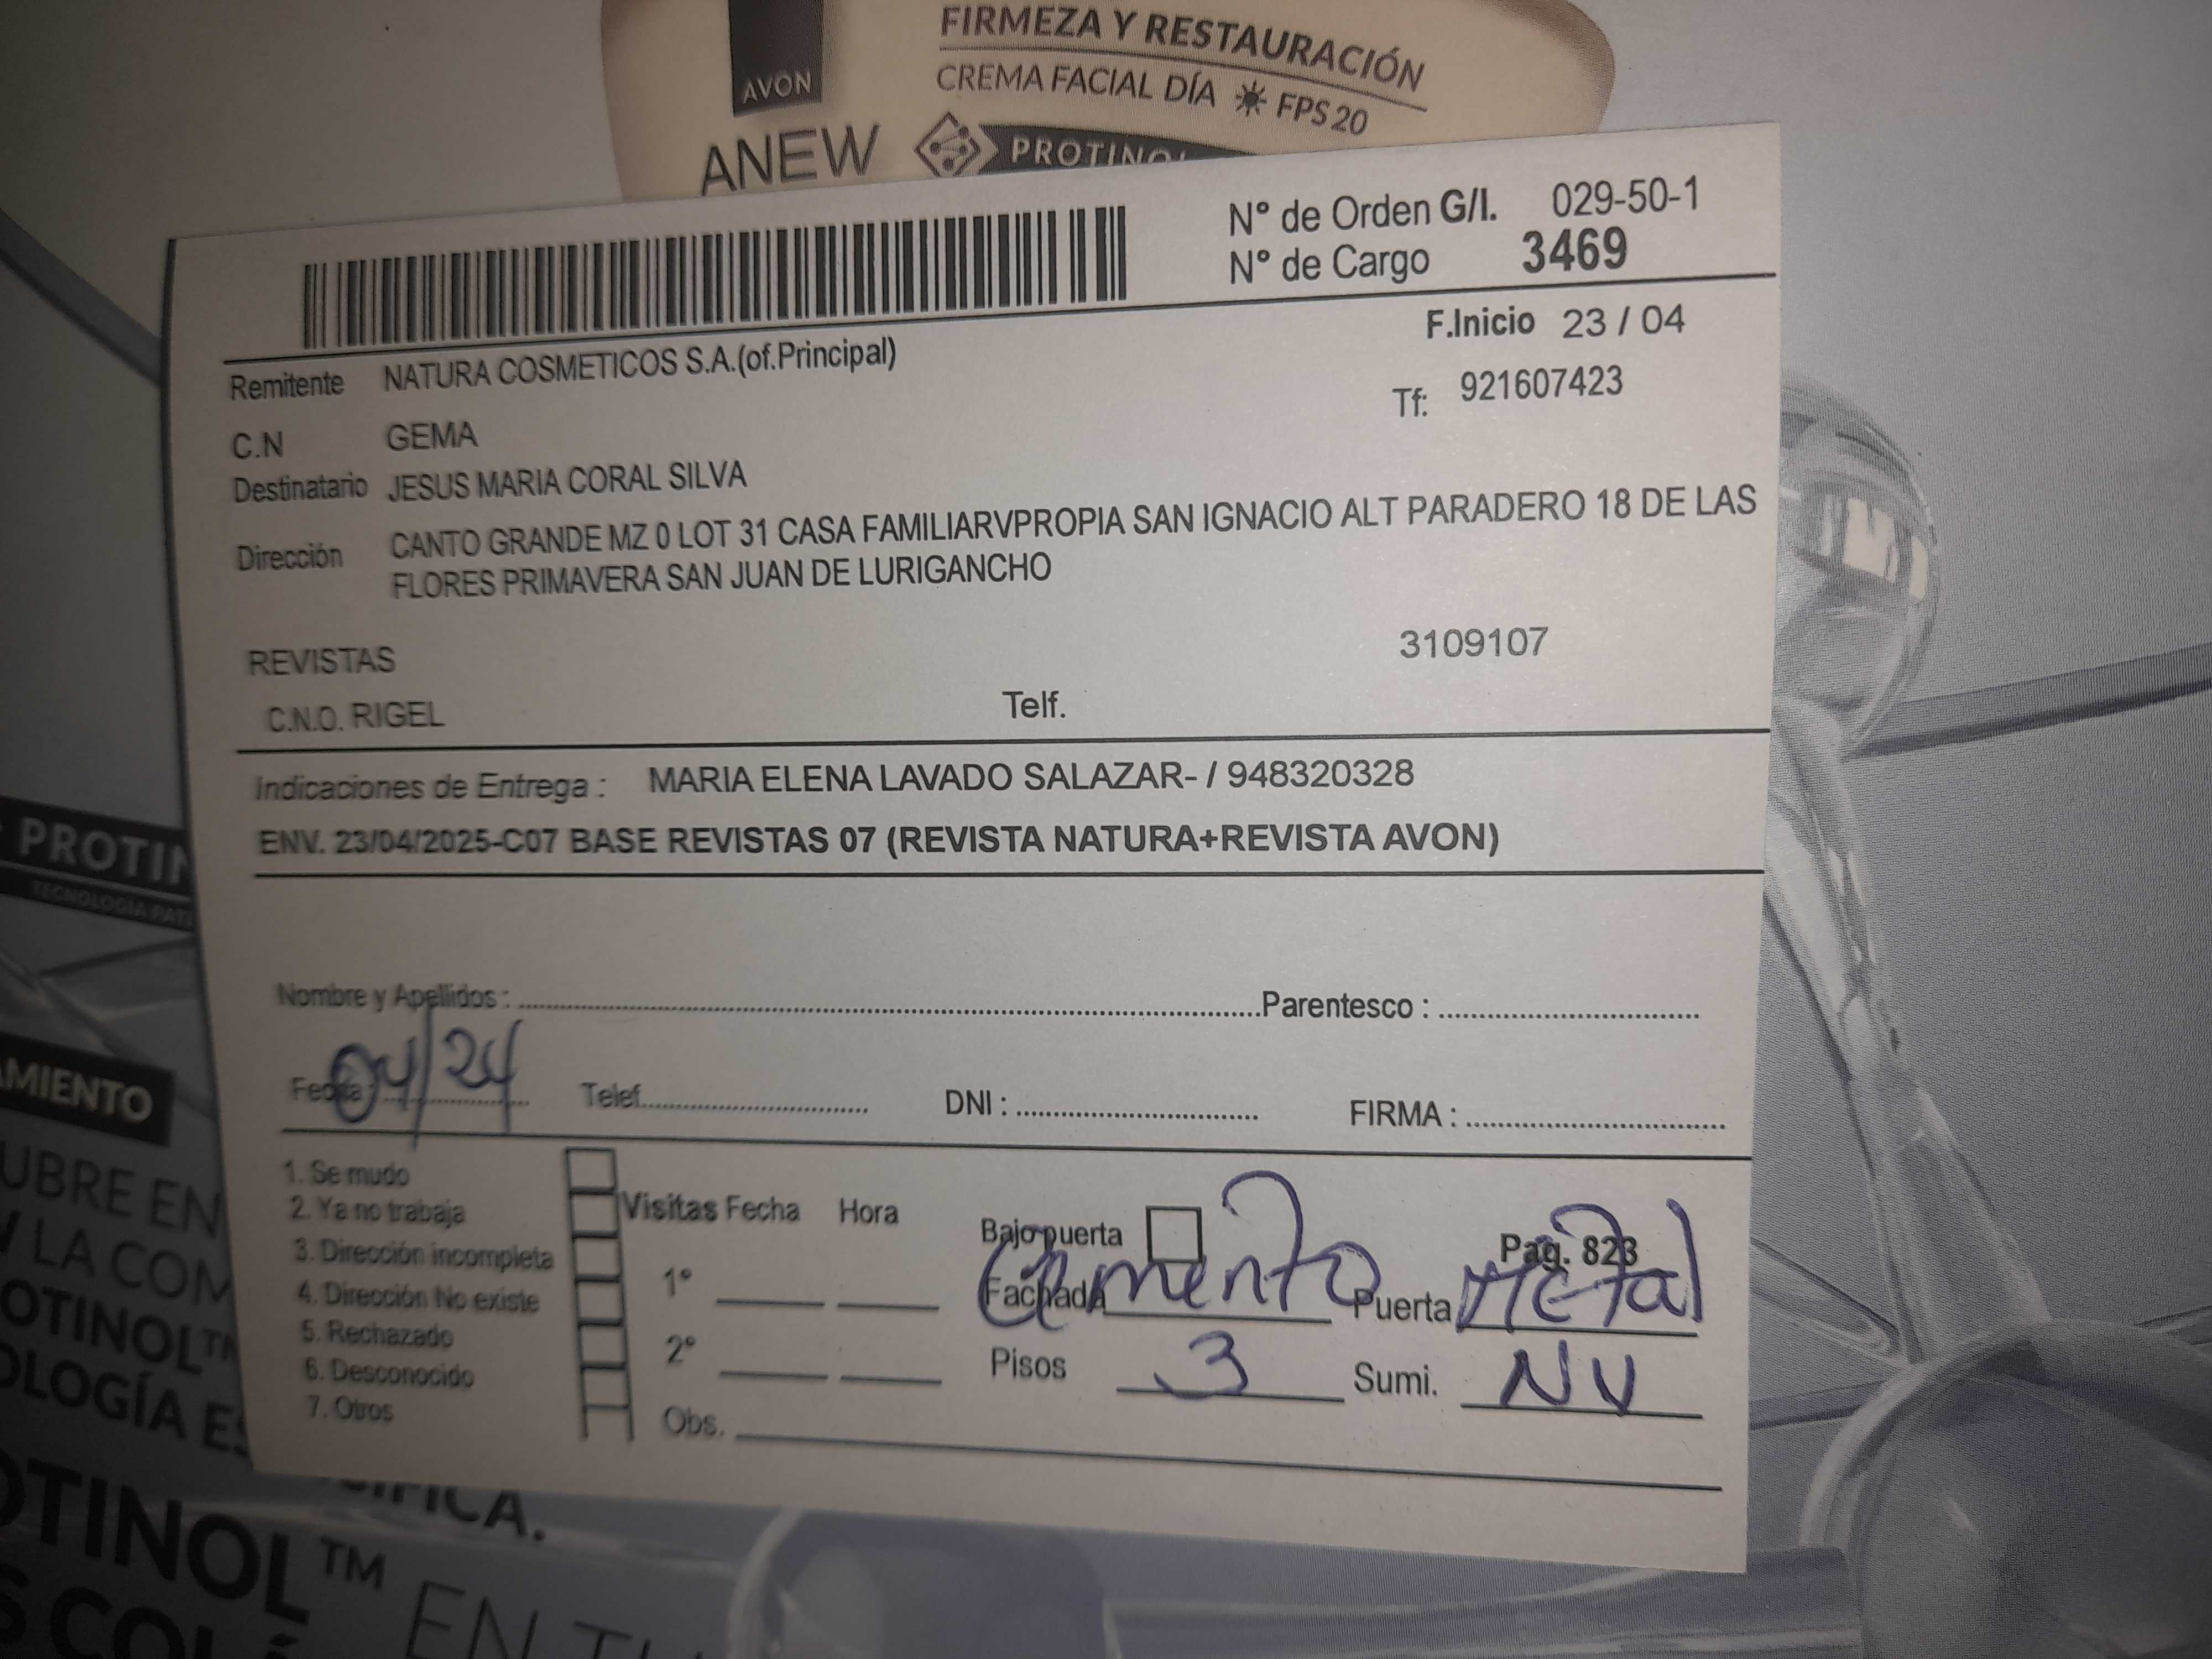 FIRMEZA Y RESTAURACIÓN
CREMA FACIAL DÍA FPS 20
AVON
ANEW
N° de Orden G/I. 029-50-1
N° de Cargo 3469
F.Inicio 23 / 04
Remitente NATURA COSMETICOS S.A.(of.Principal)
Tf: 921607423
C.N GEMA
Destinatario JESUS MARIA CORAL SILVA
Dirección CANTO GRANDE MZ 0 LOT 31 CASA FAMILIARVPROPIA SAN IGNACIO ALT PARADERO 18 DE LAS
FLORES PRIMAVERA SAN JUAN DE LURIGANCHO
REVISTAS 3109107
C.N.O. RIGEL Telf.
Indicaciones de Entrega : MARIA ELENA LAVADO SALAZAR- / 948320328
ENV. 23/04/2025-C07 BASE REVISTAS 07 (REVISTA NATURA+REVISTA AVON)
Nombre y Apellidos : Parentesco :
Fecha : 04/24 Telef. DNI : FIRMA :
1. Se mudo
2. Ya no trabaja
3. Dirección incompleta
4. Dirección No existe
5. Rechazado
6. Desconocido
7. Otros
Visitas Fecha Hora
1°
2°
Obs.
Bajo puerta Pag. 823
Fachada Cemento Puerta Metal
Pisos 3 Sumi. NV
OTINOL™ EN